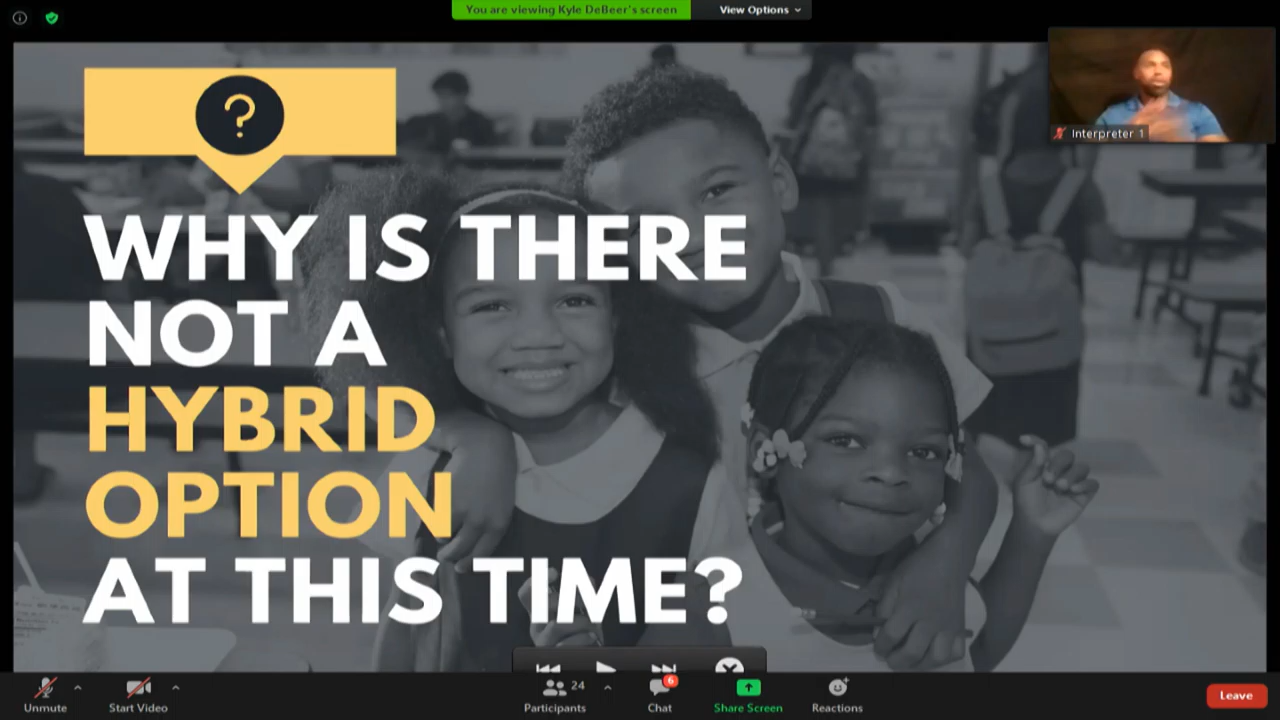 You are viewing Kyle DeBeer's screen
View Options
Interpreter 1
?
WHY IS THERE
NOT A
HYBRID
OPTION
AT THIS TIME?
Unmute
Start Video
24
Participants
6
Chat
Share Screen
Reactions
Leave